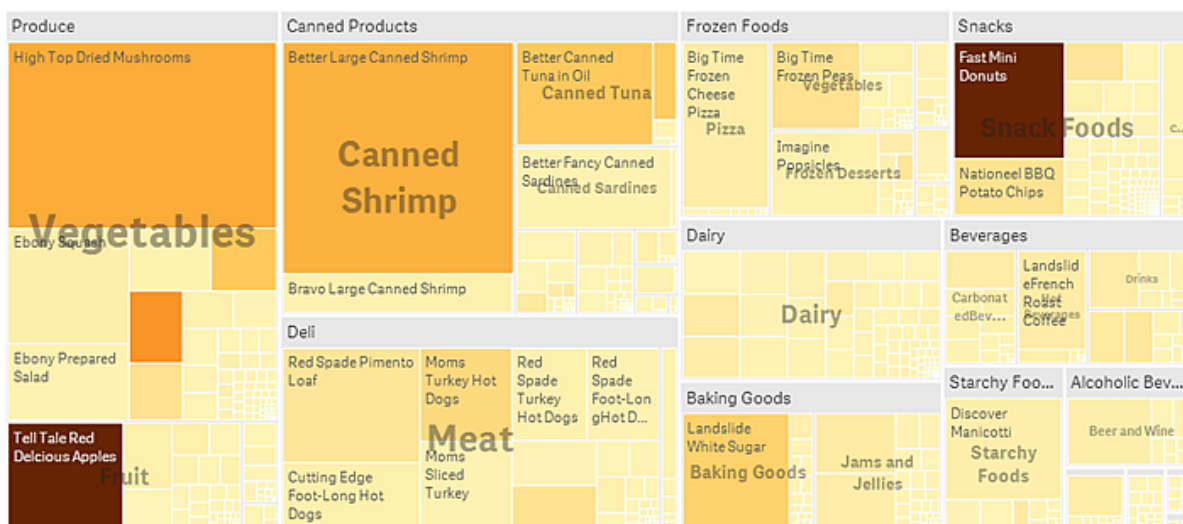 Produce
High Top Dried Mushrooms
Vegetables
Ebony Squash
Ebony Prepared
Salad
Tell Tale Red
Delcious Apples
Fruit
Canned Products
Better Large Canned Shrimp
Canned
Shrimp
Bravo Large Canned Shrimp
Better Canned
Tuna in Oil
Canned Tuna
Better Fancy Canned
Sardines
Canned Sardines
Deli
Red Spade Pimento
Loaf
Cutting Edge
Foot-Long Hot
Dogs
Moms
Turkey Hot
Dogs
Meat
Moms
Sliced
Turkey
Red
Spade
Turkey
Hot Dogs
Red
Spade
Foot-Lon
gHot D...
Frozen Foods
Big Time
Frozen
Cheese
Pizza
Pizza
Big Time
Frozen Peas
Vegetables
Imagine
Popsicles
Frozen Desserts
Dairy
Dairy
Baking Goods
Landslide
White Sugar
Baking Goods
Jams and
Jellies
Snacks
Fast Mini
Donuts
Snack Foods
C...
Nationeel BBQ
Potato Chips
Beverages
Carbonat
edBev...
Landslid
eFrench
Roast
Coffee
Hot
Beverages
Drinks
Starchy Foo...
Discover
Manicotti
Starchy
Foods
Alcoholic Bev...
Beer and Wine